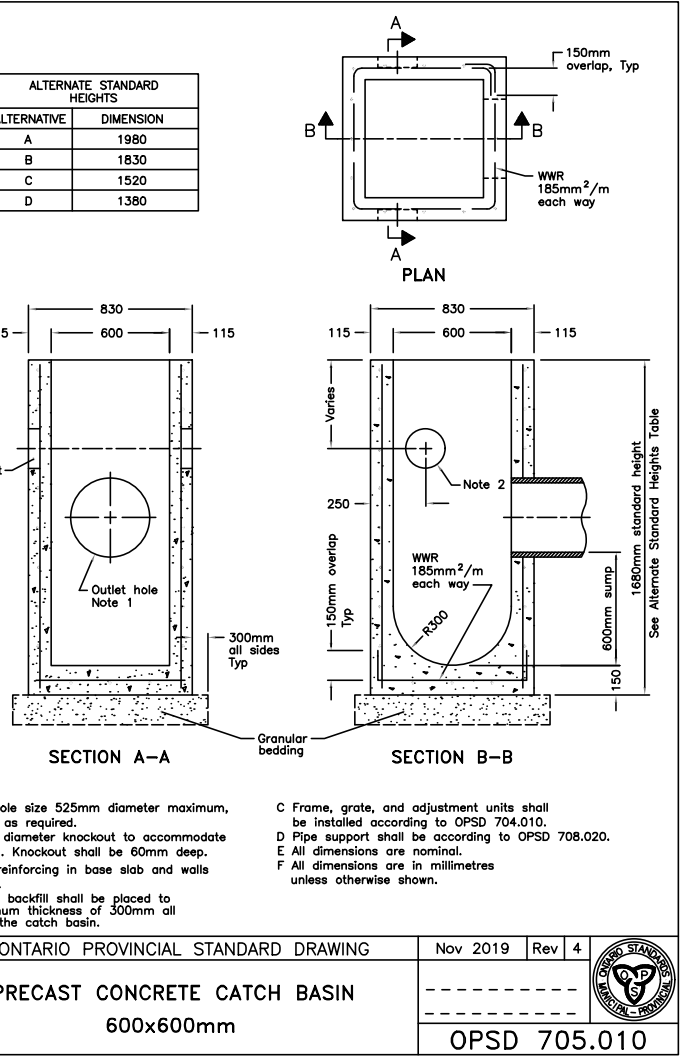 ALTERNATE STANDARD
HEIGHTS
ALTERNATIVE DIMENSION
A 1980
B 1830
C 1520
D 1380
A
150mm
overlap, Typ
B
B
WWR
185mm²/m
each way
A
PLAN
830
5 600 115
Outlet hole
Note 1
300mm
all sides
Typ
SECTION A–A
830
115 600 115
Varies
Note 2
250
WWR
185mm²/m
each way
150mm overlap
Typ
R300
600mm sump
150
1680mm standard height
See Alternate Standard Heights Table
Granular
bedding
SECTION B–B
ole size 525mm diameter maximum,
as required.
diameter knockout to accommodate
. Knockout shall be 60mm deep.
reinforcing in base slab and walls
.
backfill shall be placed to
um thickness of 300mm all
the catch basin.
C Frame, grate, and adjustment units shall
be installed according to OPSD 704.010.
D Pipe support shall be according to OPSD 708.020.
E All dimensions are nominal.
F All dimensions are in millimetres
unless otherwise shown.
ONTARIO PROVINCIAL STANDARD DRAWING
Nov 2019 Rev 4
PRECAST CONCRETE CATCH BASIN
600x600mm
OPSD 705.010
ONTARIO STANDARDS
MUNICIPAL – PROVINCIAL
O P S